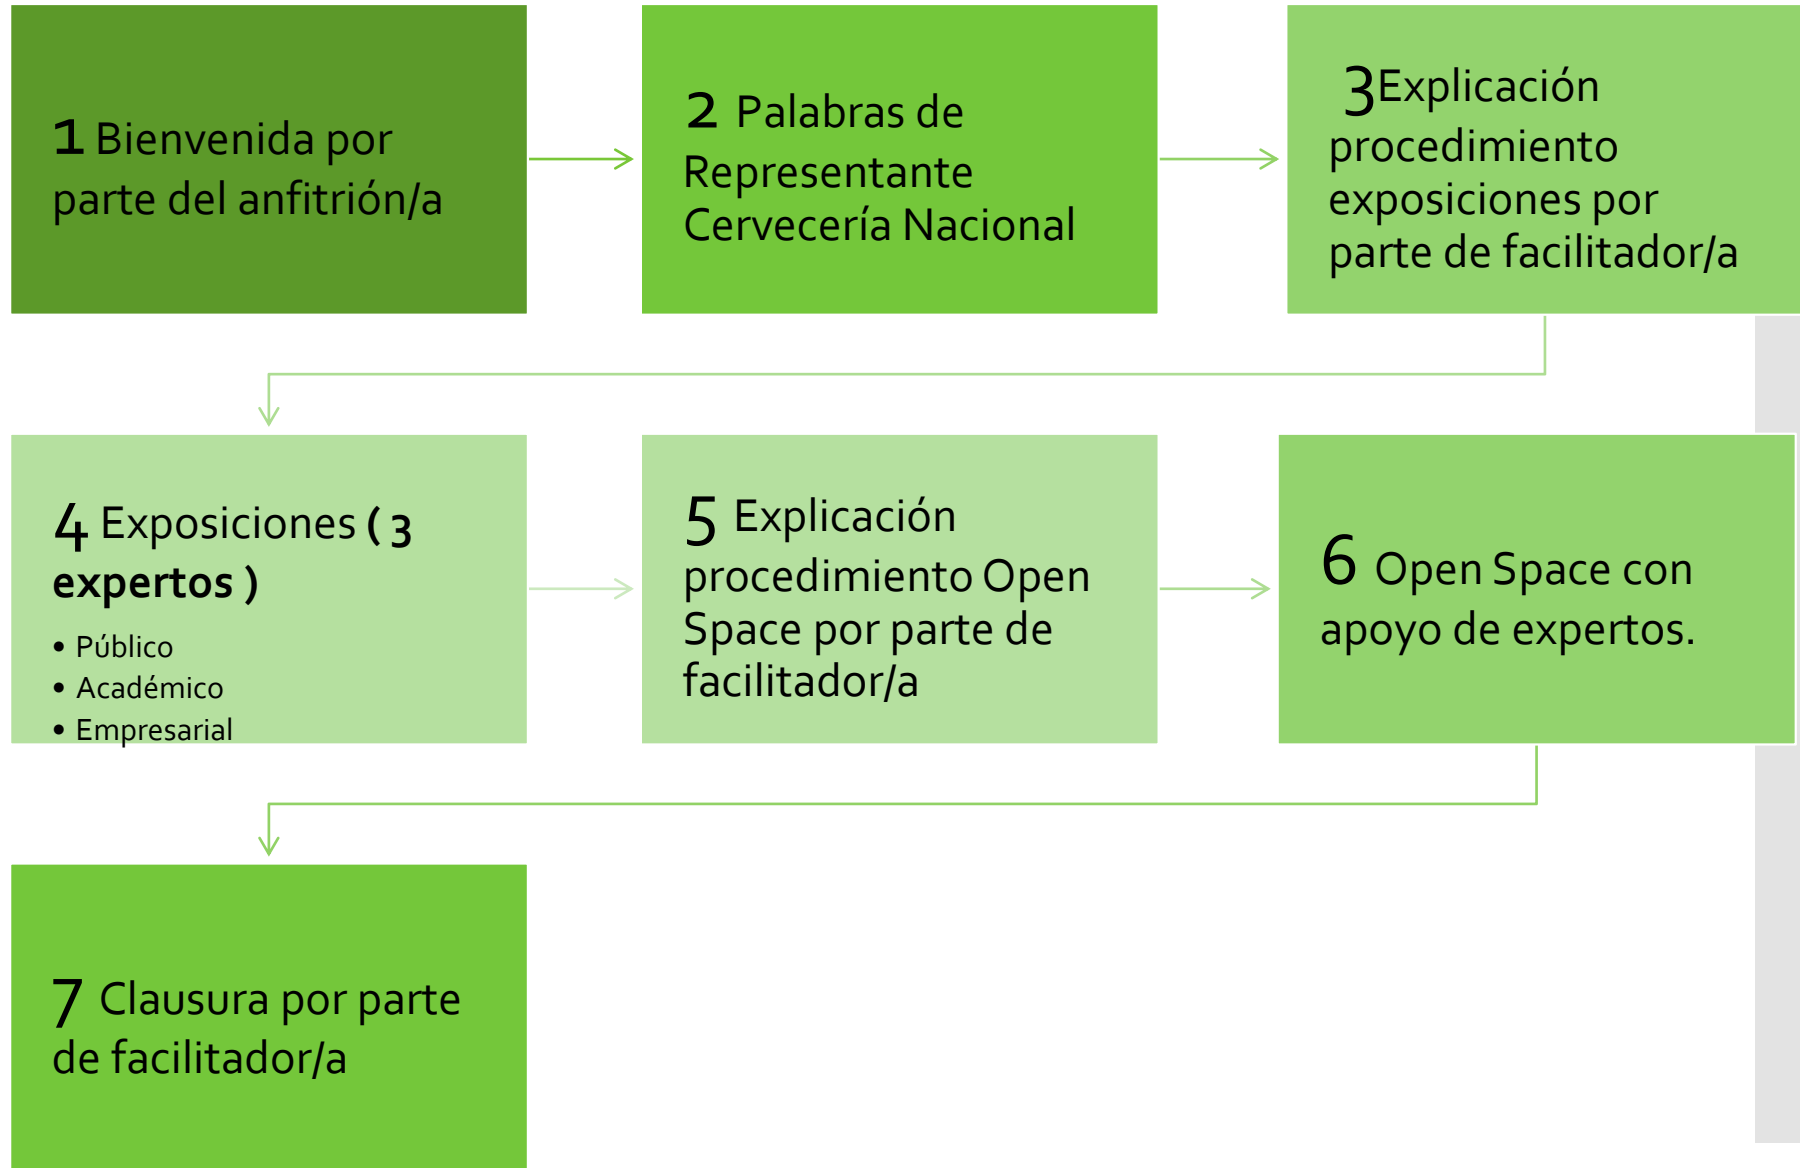 1 Bienvenida por
parte del anfitrión/a
2 Palabras de
Representante
Cervecería Nacional
3Explicación
procedimiento
exposiciones por
parte de facilitador/a
4 Exposiciones ( 3
expertos )
• Público
• Académico
• Empresarial
5 Explicación
procedimiento Open
Space por parte de
facilitador/a
6 Open Space con
apoyo de expertos.
7 Clausura por parte
de facilitador/a